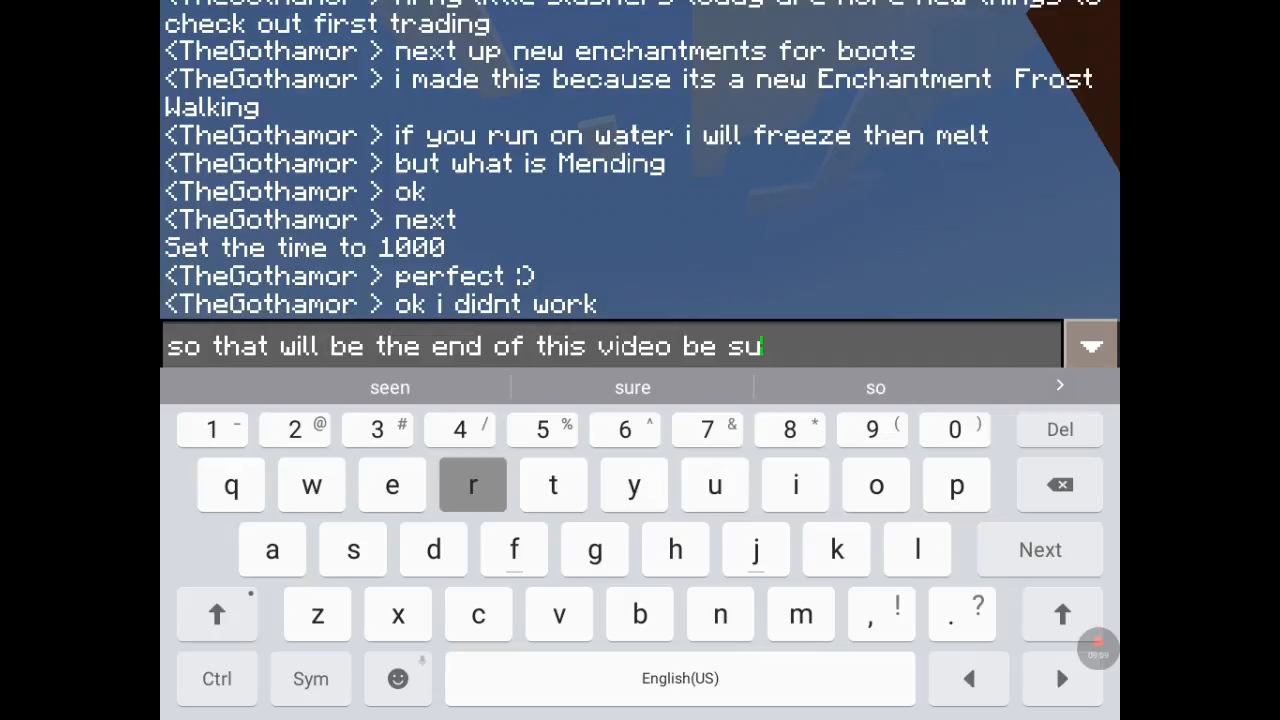 check out first trading
<TheGothamor > next up new enchantments for boots
<TheGothamor > i made this because its a new Enchantment  Frost
Walking
<TheGothamor > if you run on water i will freeze then melt
<TheGothamor > but what is Mending
<TheGothamor > ok
<TheGothamor > next
Set the time to 1000
<TheGothamor > perfect :)
<TheGothamor > ok i didnt work
so that will be the end of this video be su
seen sure so >
1 - 2 @ 3 # 4 / 5 % 6 ^ 7 & 8 * 9 ( 0 ) Del
q w e r t y u i o p
a s d f g h j k l Next
z x c v b n m , ! . ?
09:09
Ctrl Sym English(US)